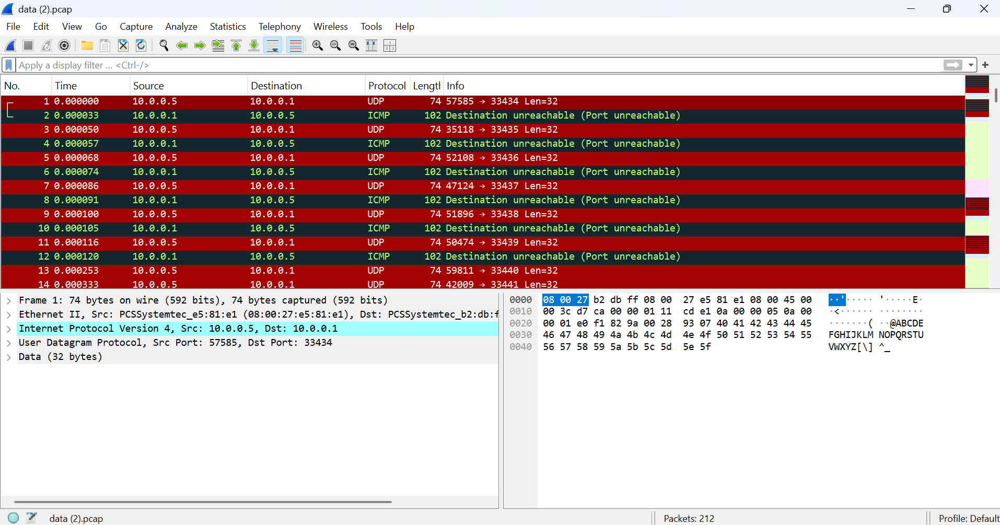 data (2).pcap
File Edit View Go Capture Analyze Statistics Telephony Wireless Tools Help
Apply a display filter ... <Ctrl-/>
No. Time Source Destination Protocol Length Info
1 0.000000 10.0.0.5 10.0.0.1 UDP 74 57585 → 33434 Len=32
2 0.000033 10.0.0.1 10.0.0.5 ICMP 102 Destination unreachable (Port unreachable)
3 0.000050 10.0.0.5 10.0.0.1 UDP 74 35118 → 33435 Len=32
4 0.000057 10.0.0.1 10.0.0.5 ICMP 102 Destination unreachable (Port unreachable)
5 0.000068 10.0.0.5 10.0.0.1 UDP 74 52108 → 33436 Len=32
6 0.000074 10.0.0.1 10.0.0.5 ICMP 102 Destination unreachable (Port unreachable)
7 0.000086 10.0.0.5 10.0.0.1 UDP 74 47124 → 33437 Len=32
8 0.000091 10.0.0.1 10.0.0.5 ICMP 102 Destination unreachable (Port unreachable)
9 0.000100 10.0.0.5 10.0.0.1 UDP 74 51896 → 33438 Len=32
10 0.000105 10.0.0.1 10.0.0.5 ICMP 102 Destination unreachable (Port unreachable)
11 0.000116 10.0.0.5 10.0.0.1 UDP 74 50474 → 33439 Len=32
12 0.000120 10.0.0.1 10.0.0.5 ICMP 102 Destination unreachable (Port unreachable)
13 0.000253 10.0.0.5 10.0.0.1 UDP 74 59811 → 33440 Len=32
14 0.000333 10.0.0.5 10.0.0.1 UDP 74 42009 → 33441 Len=32
Frame 1: 74 bytes on wire (592 bits), 74 bytes captured (592 bits)
Ethernet II, Src: PCSSystemtec_e5:81:e1 (08:00:27:e5:81:e1), Dst: PCSSystemtec_b2:db:f
Internet Protocol Version 4, Src: 10.0.0.5, Dst: 10.0.0.1
User Datagram Protocol, Src Port: 57585, Dst Port: 33434
Data (32 bytes)
0000 08 00 27 b2 db ff 08 00 27 e5 81 e1 08 00 45 00 ··'····· '·····E·
0010 00 3c d7 ca 00 00 01 11 cd e1 0a 00 00 05 0a 00 ·<······ ········
0020 00 01 e0 f1 82 9a 00 28 93 07 40 41 42 43 44 45 ·······( ··@ABCDE
0030 46 47 48 49 4a 4b 4c 4d 4e 4f 50 51 52 53 54 55 FGHIJKLM NOPQRSTU
0040 56 57 58 59 5a 5b 5c 5d 5e 5f VWXYZ[\] ^_
data (2).pcap Packets: 212 Profile: Default